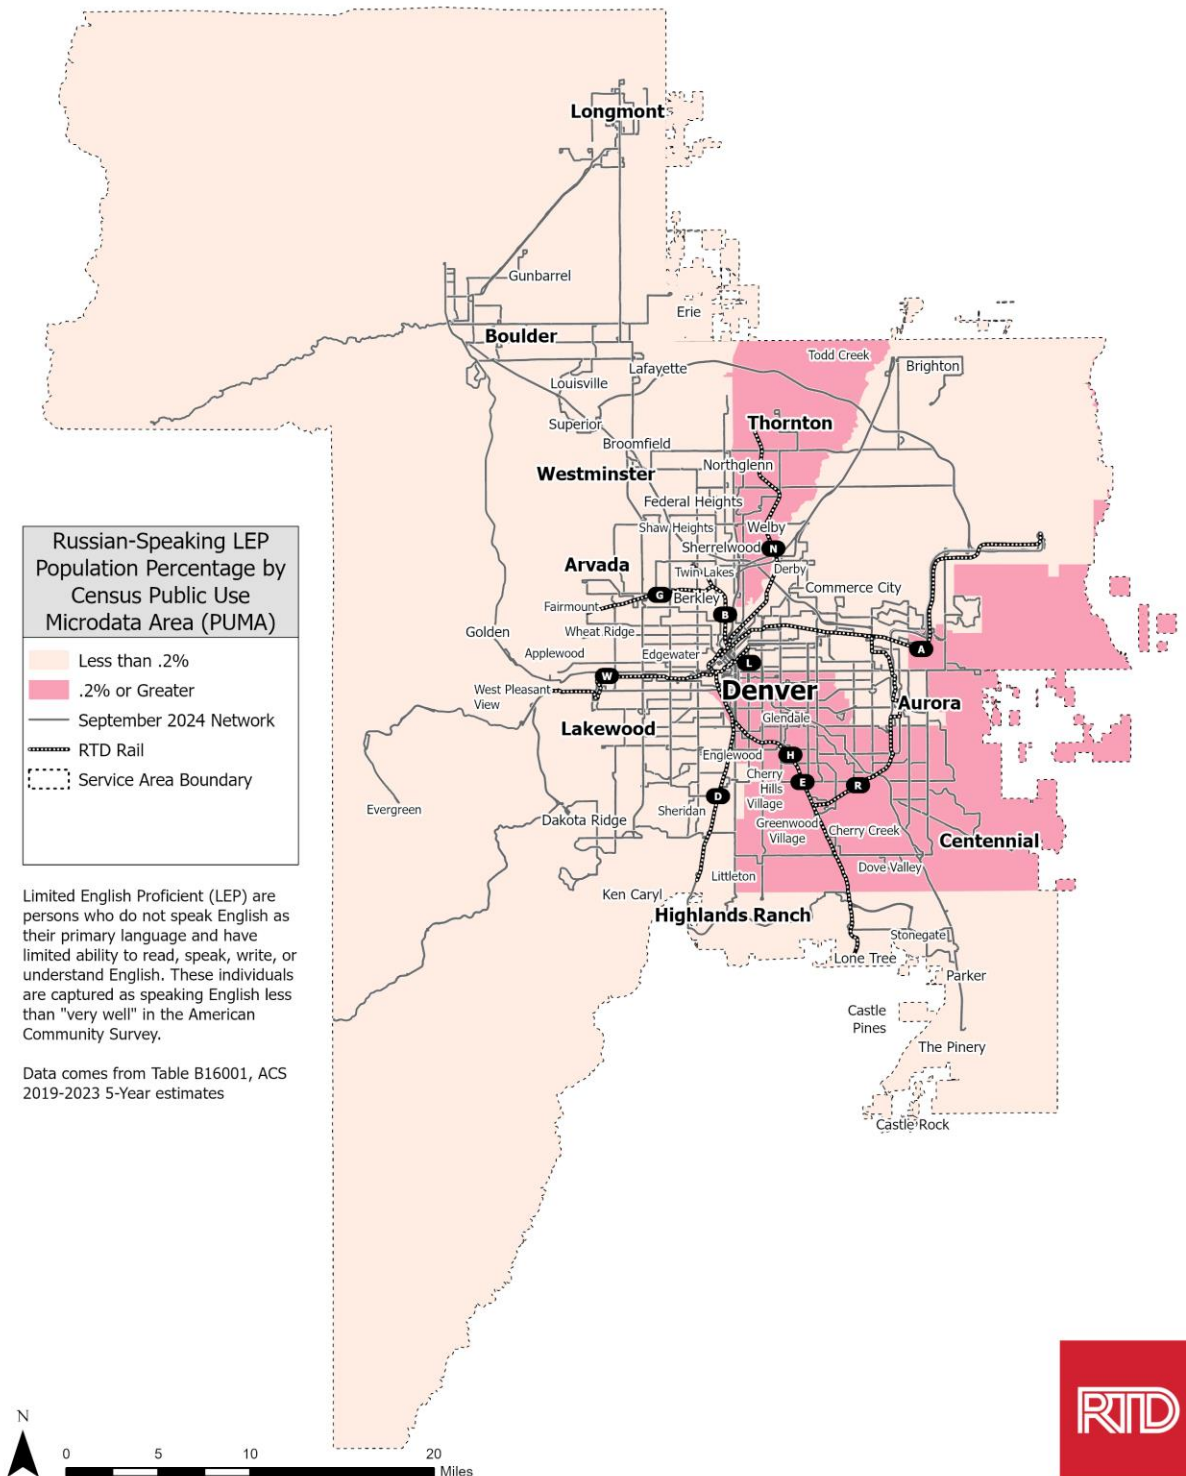 Longmont
Gunbarrel
Erie
Boulder
Todd Creek
Lafayette
Brighton
Louisville
Superior
Thornton
Broomfield
Northglenn
Westminster
Federal Heights
Shaw Heights
Welby
Sherrelwood
N
Arvada
Twin Lakes
Derby
Commerce City
G
Berkley
Fairmount
B
Golden
Wheat Ridge
Applewood
Edgewater
A
L
W
West Pleasant
View
Denver
Aurora
Glendale
Lakewood
Englewood
H
Cherry
Hills
Village
E
R
D
Evergreen
Sheridan
Dakota Ridge
Greenwood
Village
Cherry Creek
Centennial
Dove Valley
Littleton
Ken Caryl
Highlands Ranch
Stonegate
Lone Tree
Parker
Castle
Pines
The Pinery
Castle Rock
Russian-Speaking LEP
Population Percentage by
Census Public Use
Microdata Area (PUMA)
Less than .2%
.2% or Greater
September 2024 Network
RTD Rail
Service Area Boundary
Limited English Proficient (LEP) are
persons who do not speak English as
their primary language and have
limited ability to read, speak, write, or
understand English. These individuals
are captured as speaking English less
than "very well" in the American
Community Survey.
Data comes from Table B16001, ACS
2019-2023 5-Year estimates
N
0 5 10 20
Miles
RTD